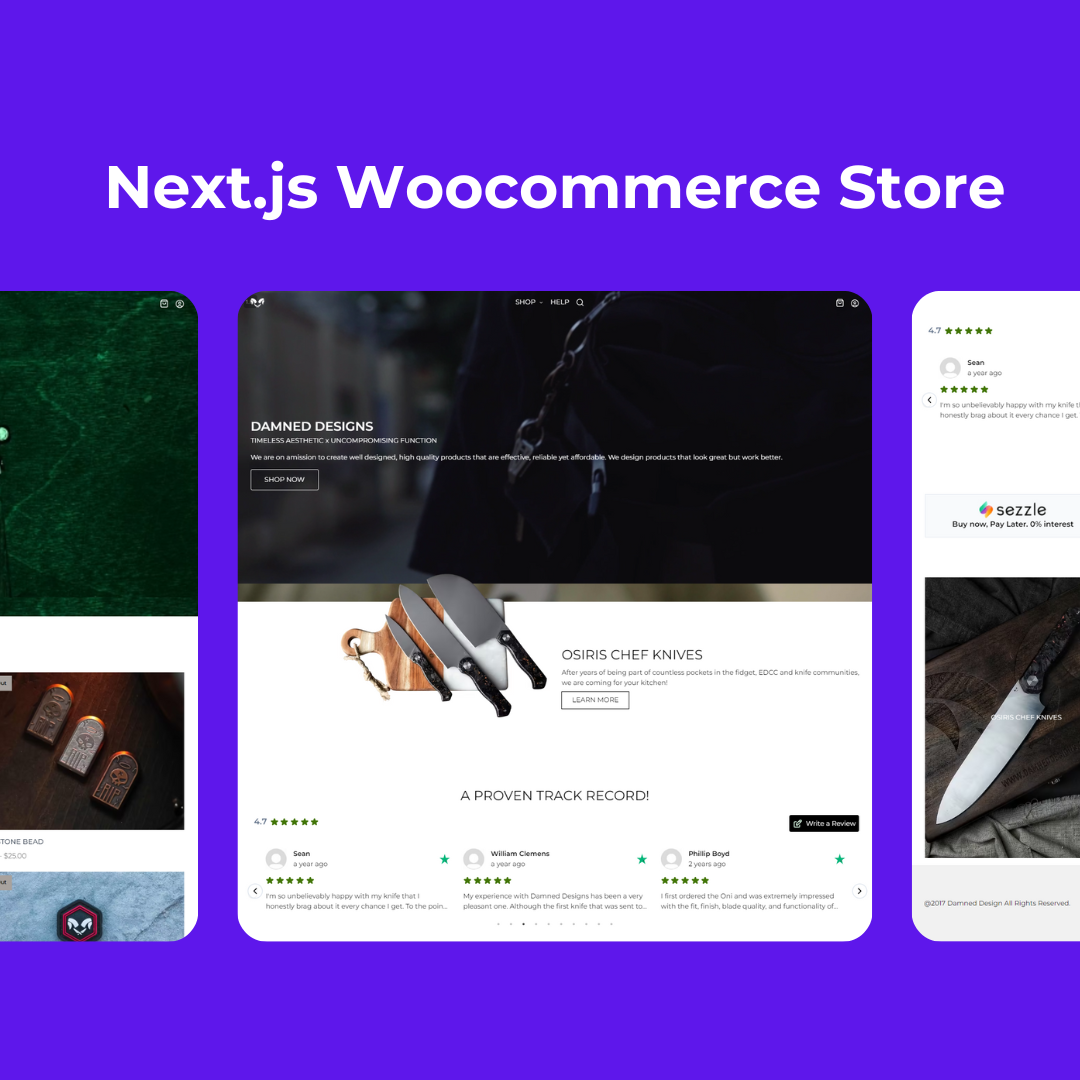 Next.js Woocommerce Store
TONE BEAD
- $25.00
SHOP
HELP
DAMNED DESIGNS
TIMELESS AESTHETIC x UNCOMPROMISING FUNCTION
We are on amission to create well designed, high quality products that are effective, reliable yet affordable. We design products that look great but work better.
SHOP NOW
OSIRIS CHEF KNIVES
After years of being part of countless pockets in the fidget, EDCC and knife communities,
we are coming for your kitchen!
LEARN MORE
A PROVEN TRACK RECORD!
4.7
Write a Review
Sean
a year ago
I'm so unbelievably happy with my knife that I
honestly brag about it every chance I get. To the poin...
William Clemens
a year ago
My experience with Damned Designs has been a very
pleasant one. Although the first knife that was sent to...
Phillip Boyd
2 years ago
I first ordered the Oni and was extremely impressed
with the fit, finish, blade quality, and functionality of...
4.7
Sean
a year ago
I'm so unbelievably happy with my knife t
honestly brag about it every chance I get.
sezzle
Buy now, Pay Later. 0% interest
OSIRIS CHEF KNIVES
@2017 Damned Design All Rights Reserved.